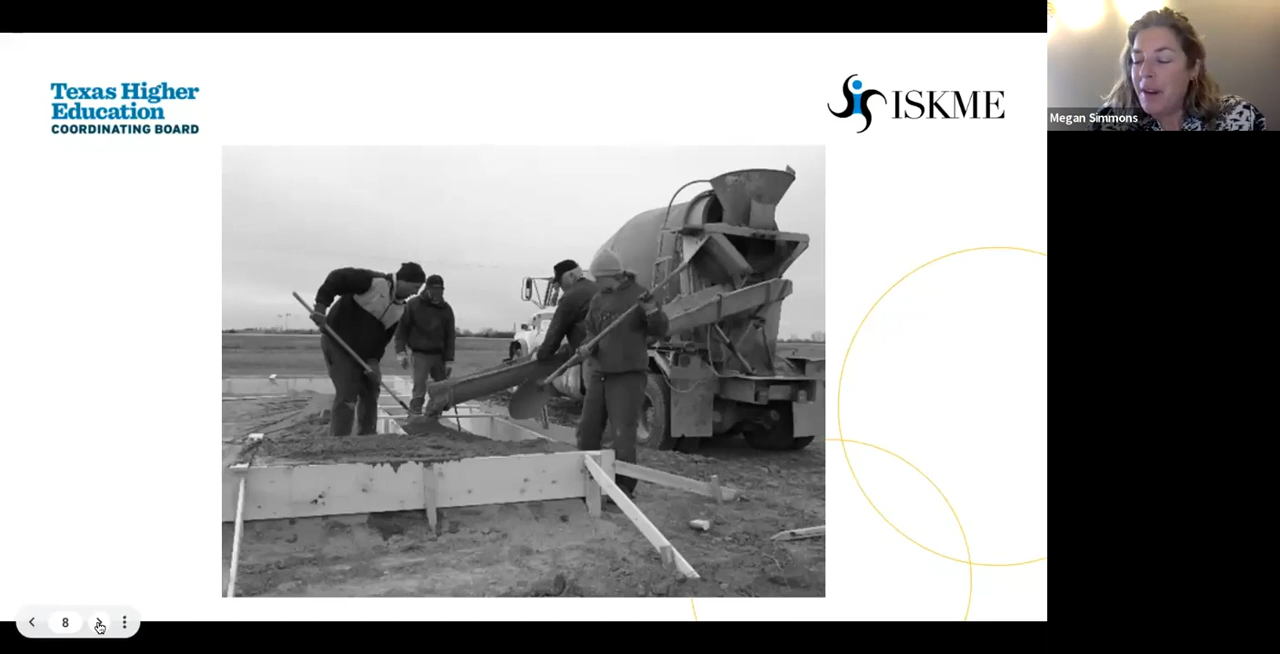 Texas Higher
Education
COORDINATING BOARD
ISKME
Megan Simmons
8